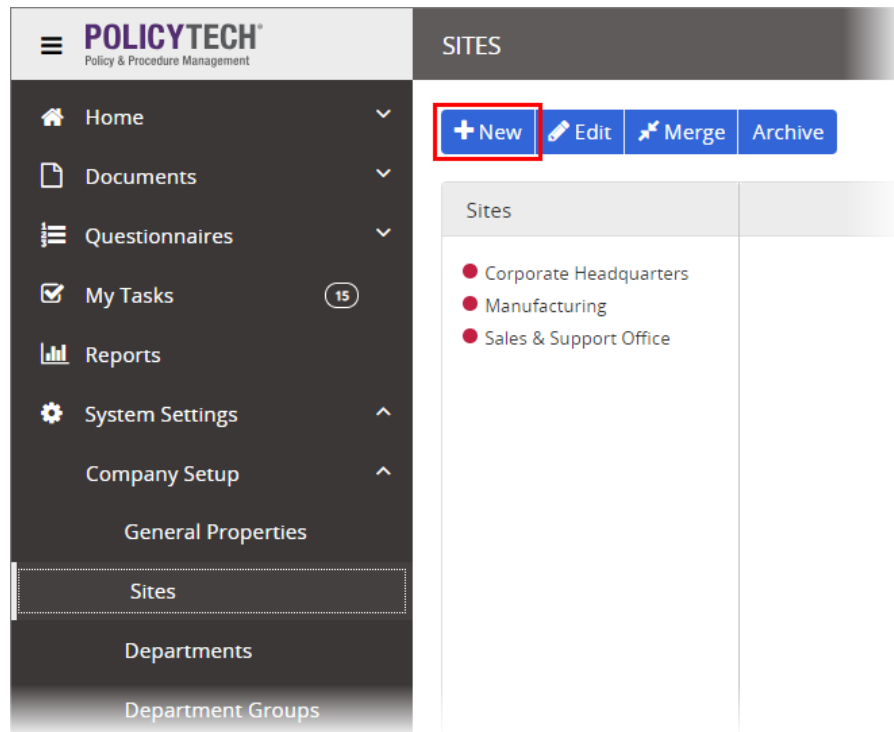 POLICYTECH®
Policy & Procedure Management
SITES
Home
Documents
Questionnaires
My Tasks 15
Reports
System Settings
Company Setup
General Properties
Sites
Departments
Department Groups
New Edit Merge Archive
Sites
Corporate Headquarters
Manufacturing
Sales & Support Office